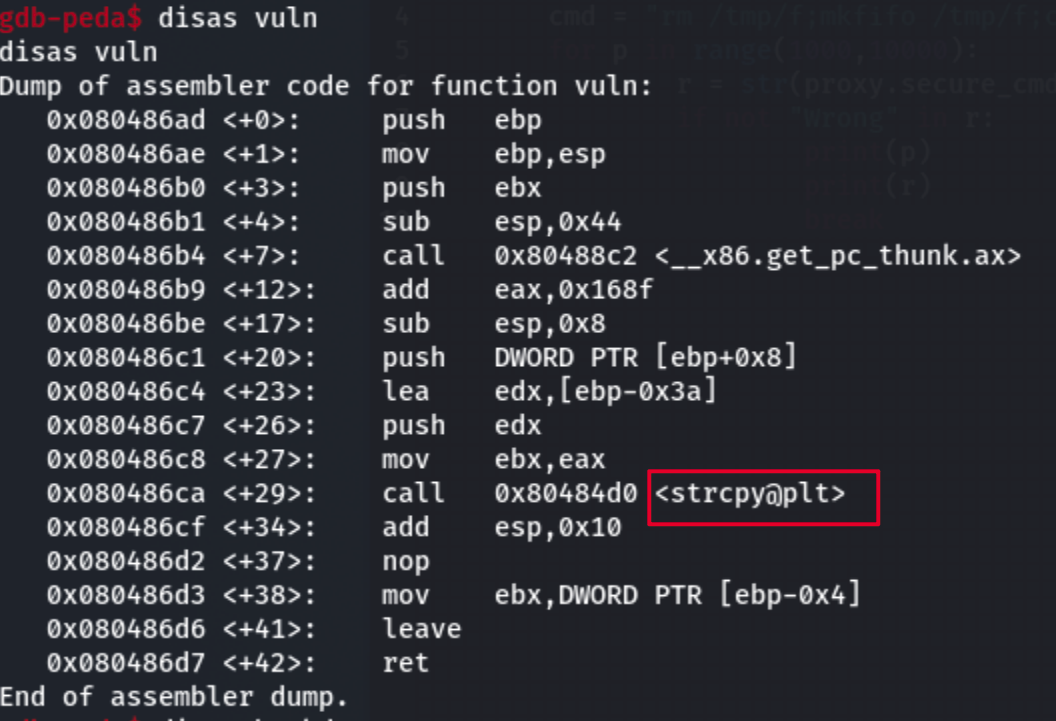 gdb-peda$ disas vuln
disas vuln
Dump of assembler code for function vuln:
0x080486ad <+0>: push ebp
0x080486ae <+1>: mov ebp,esp
0x080486b0 <+3>: push ebx
0x080486b1 <+4>: sub esp,0x44
0x080486b4 <+7>: call 0x80488c2 <__x86.get_pc_thunk.ax>
0x080486b9 <+12>: add eax,0x168f
0x080486be <+17>: sub esp,0x8
0x080486c1 <+20>: push DWORD PTR [ebp+0x8]
0x080486c4 <+23>: lea edx,[ebp-0x3a]
0x080486c7 <+26>: push edx
0x080486c8 <+27>: mov ebx,eax
0x080486ca <+29>: call 0x80484d0 <strcpy@plt>
0x080486cf <+34>: add esp,0x10
0x080486d2 <+37>: nop
0x080486d3 <+38>: mov ebx,DWORD PTR [ebp-0x4]
0x080486d6 <+41>: leave
0x080486d7 <+42>: ret
End of assembler dump.